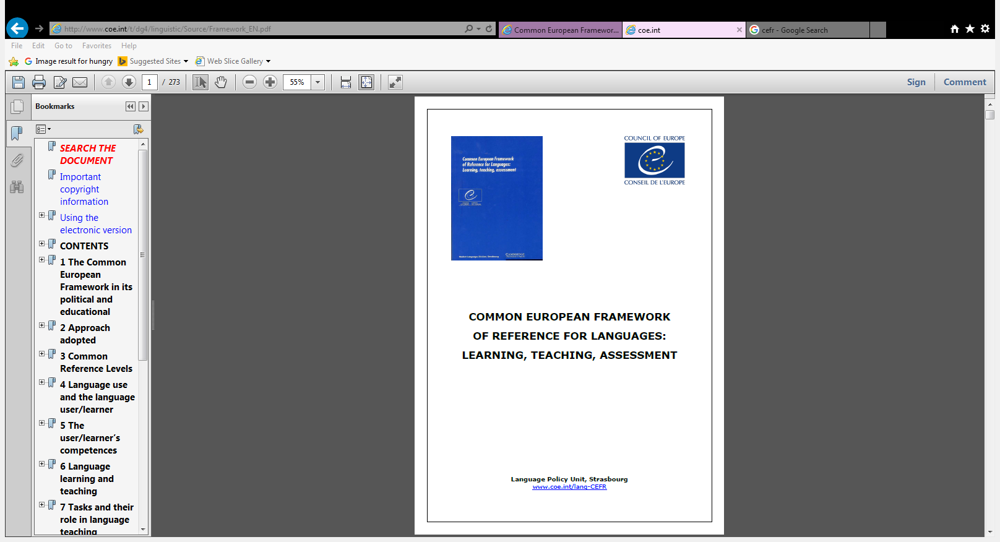 http://www.coe.int/t/dg4/linguistic/Source/Framework_EN.pdf
Common European Framewor...
coe.int
cefr - Google Search
File Edit Go to Favorites Help
Image result for hungry
Suggested Sites
Web Slice Gallery
1 / 273
55%
Sign
Comment
Bookmarks
SEARCH THE
DOCUMENT
Important
copyright
information
Using the
electronic version
CONTENTS
1 The Common
European
Framework in its
political and
educational
2 Approach
adopted
3 Common
Reference Levels
4 Language use
and the language
user/learner
5 The
user/learner's
competences
6 Language
learning and
teaching
7 Tasks and their
role in language
teaching
Common European Framework
of Reference for Languages:
Learning, teaching, assessment
Modern Languages Division, Strasbourg
CAMBRIDGE
COUNCIL OF EUROPE
CONSEIL DE L'EUROPE
COMMON EUROPEAN FRAMEWORK
OF REFERENCE FOR LANGUAGES:
LEARNING, TEACHING, ASSESSMENT
Language Policy Unit, Strasbourg
www.coe.int/lang-CEFR